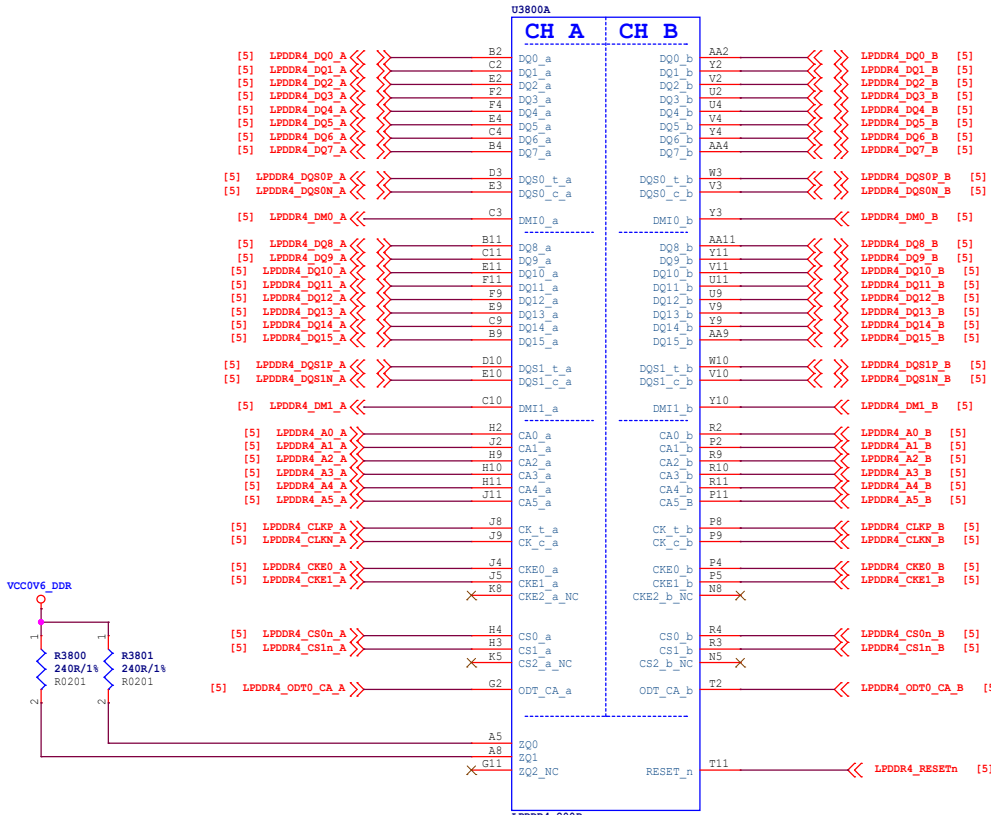 U3800A
CH A CH B
[5] LPDDR4_DQ0_A B2 DQ0_a DQ0_b AA2 LPDDR4_DQ0_B [5]
[5] LPDDR4_DQ1_A C2 DQ1_a DQ1_b Y2 LPDDR4_DQ1_B [5]
[5] LPDDR4_DQ2_A E2 DQ2_a DQ2_b V2 LPDDR4_DQ2_B [5]
[5] LPDDR4_DQ3_A F2 DQ3_a DQ3_b U2 LPDDR4_DQ3_B [5]
[5] LPDDR4_DQ4_A F4 DQ4_a DQ4_b U4 LPDDR4_DQ4_B [5]
[5] LPDDR4_DQ5_A E4 DQ5_a DQ5_b V4 LPDDR4_DQ5_B [5]
[5] LPDDR4_DQ6_A C4 DQ6_a DQ6_b Y4 LPDDR4_DQ6_B [5]
[5] LPDDR4_DQ7_A B4 DQ7_a DQ7_b AA4 LPDDR4_DQ7_B [5]
[5] LPDDR4_DQS0P_A D3 DQS0_t_a DQS0_t_b W3 LPDDR4_DQS0P_B [5]
[5] LPDDR4_DQS0N_A E3 DQS0_c_a DQS0_c_b V3 LPDDR4_DQS0N_B [5]
[5] LPDDR4_DM0_A C3 DMI0_a DMI0_b Y3 LPDDR4_DM0_B [5]
[5] LPDDR4_DQ8_A B11 DQ8_a DQ8_b AA11 LPDDR4_DQ8_B [5]
[5] LPDDR4_DQ9_A C11 DQ9_a DQ9_b Y11 LPDDR4_DQ9_B [5]
[5] LPDDR4_DQ10_A E11 DQ10_a DQ10_b V11 LPDDR4_DQ10_B [5]
[5] LPDDR4_DQ11_A F11 DQ11_a DQ11_b U11 LPDDR4_DQ11_B [5]
[5] LPDDR4_DQ12_A F9 DQ12_a DQ12_b U9 LPDDR4_DQ12_B [5]
[5] LPDDR4_DQ13_A E9 DQ13_a DQ13_b V9 LPDDR4_DQ13_B [5]
[5] LPDDR4_DQ14_A C9 DQ14_a DQ14_b Y9 LPDDR4_DQ14_B [5]
[5] LPDDR4_DQ15_A B9 DQ15_a DQ15_b AA9 LPDDR4_DQ15_B [5]
[5] LPDDR4_DQS1P_A D10 DQS1_t_a DQS1_t_b W10 LPDDR4_DQS1P_B [5]
[5] LPDDR4_DQS1N_A E10 DQS1_c_a DQS1_c_b V10 LPDDR4_DQS1N_B [5]
[5] LPDDR4_DM1_A C10 DMI1_a DMI1_b Y10 LPDDR4_DM1_B [5]
[5] LPDDR4_A0_A H2 CA0_a CA0_b R2 LPDDR4_A0_B [5]
[5] LPDDR4_A1_A J2 CA1_a CA1_b P2 LPDDR4_A1_B [5]
[5] LPDDR4_A2_A H9 CA2_a CA2_b R9 LPDDR4_A2_B [5]
[5] LPDDR4_A3_A H10 CA3_a CA3_b R10 LPDDR4_A3_B [5]
[5] LPDDR4_A4_A H11 CA4_a CA4_b R11 LPDDR4_A4_B [5]
[5] LPDDR4_A5_A J11 CA5_a CA5_B P11 LPDDR4_A5_B [5]
[5] LPDDR4_CLKP_A J8 CK_t_a CK_t_b P8 LPDDR4_CLKP_B [5]
[5] LPDDR4_CLKN_A J9 CK_c_a CK_c_b P9 LPDDR4_CLKN_B [5]
[5] LPDDR4_CKE0_A J4 CKE0_a CKE0_b P4 LPDDR4_CKE0_B [5]
[5] LPDDR4_CKE1_A J5 CKE1_a CKE1_b P5 LPDDR4_CKE1_B [5]
K8 CKE2_a_NC CKE2_b_NC N8
VCC0V6_DDR
[5] LPDDR4_CS0n_A H4 CS0_a CS0_b R4 LPDDR4_CS0n_B [5]
[5] LPDDR4_CS1n_A H3 CS1_a CS1_b R3 LPDDR4_CS1n_B [5]
K5 CS2_a_NC CS2_b_NC N5
1 1
R3800 R3801
240R/1% 240R/1%
R0201 R0201
2 2
[5] LPDDR4_ODT0_CA_A G2 ODT_CA_a ODT_CA_b T2 LPDDR4_ODT0_CA_B
A5 ZQ0
A8 ZQ1
G11 ZQ2_NC RESET_n T11 LPDDR4_RESETn